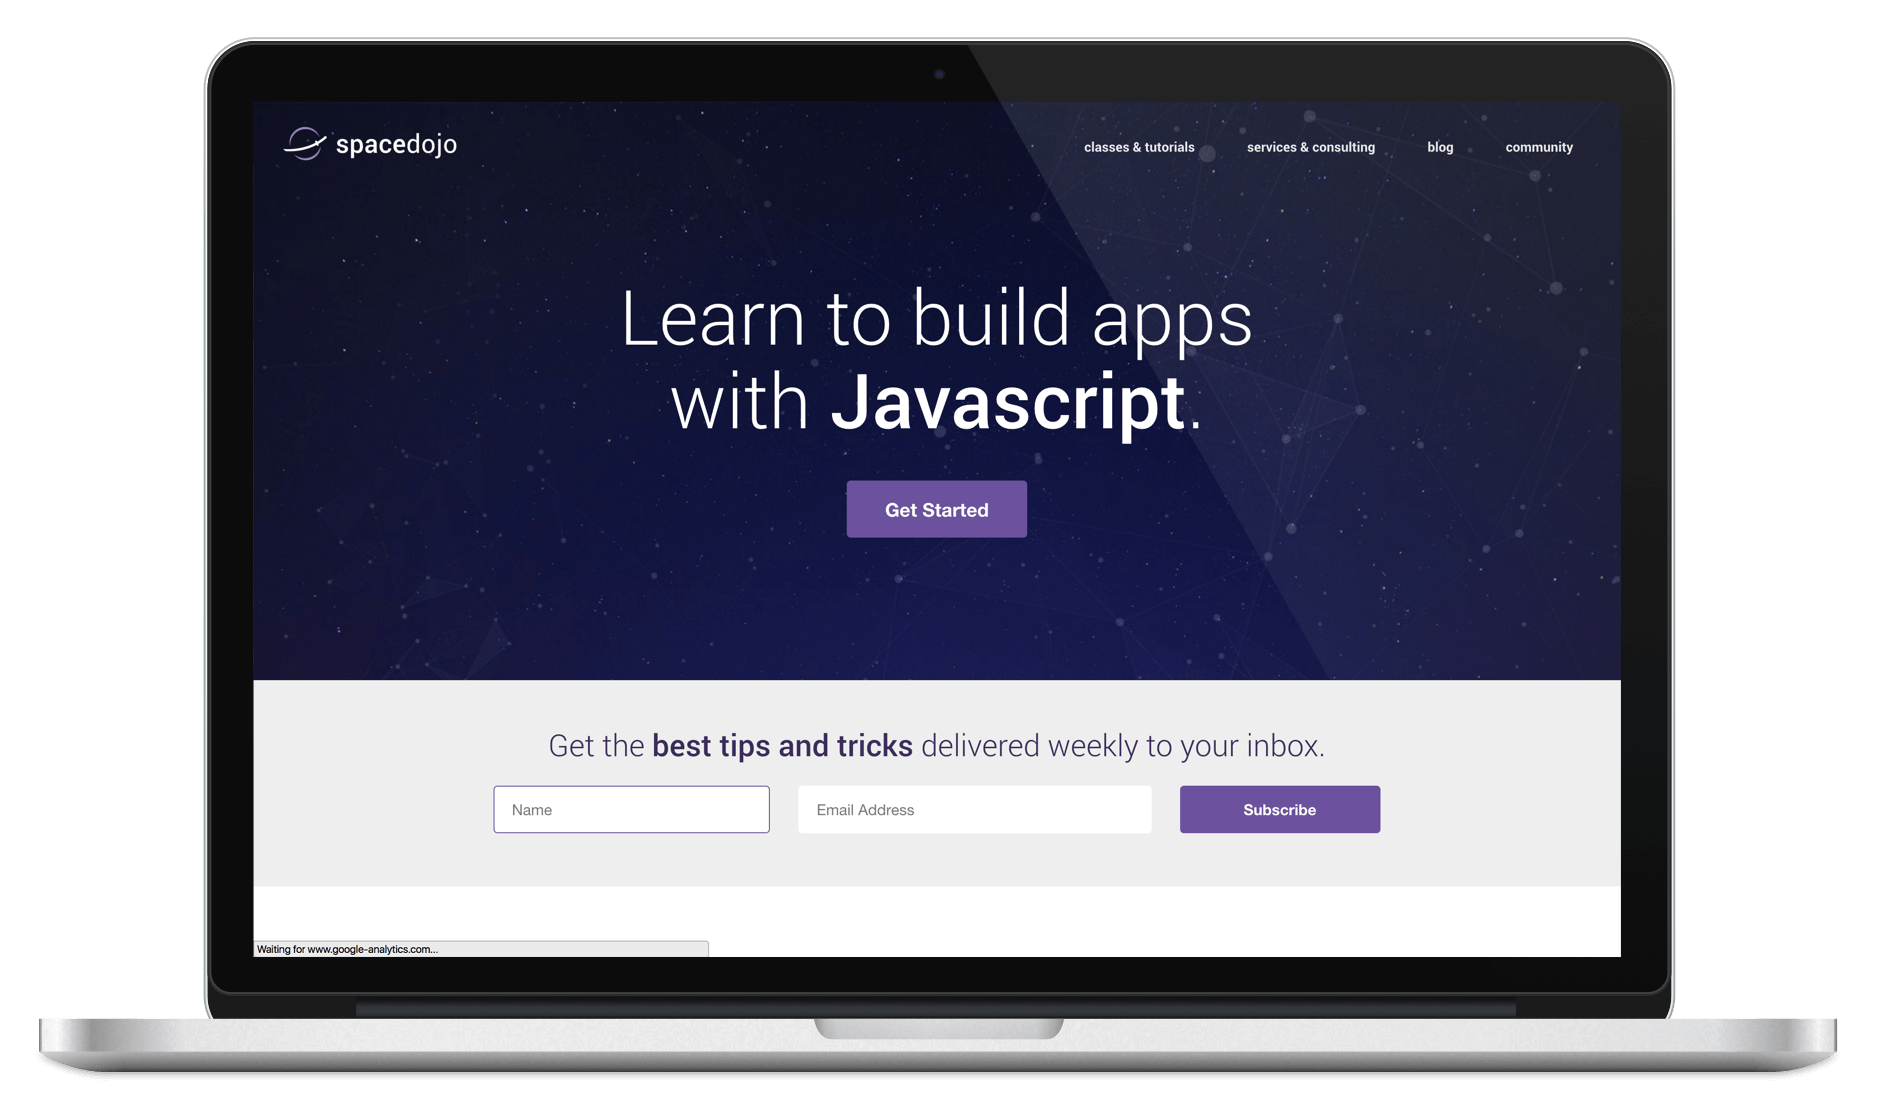 spacedojo
classes & tutorials
services & consulting
blog
community
Learn to build apps
with Javascript.
Get Started
Get the best tips and tricks delivered weekly to your inbox.
Name
Email Address
Subscribe
Waiting for www.google-analytics.com...